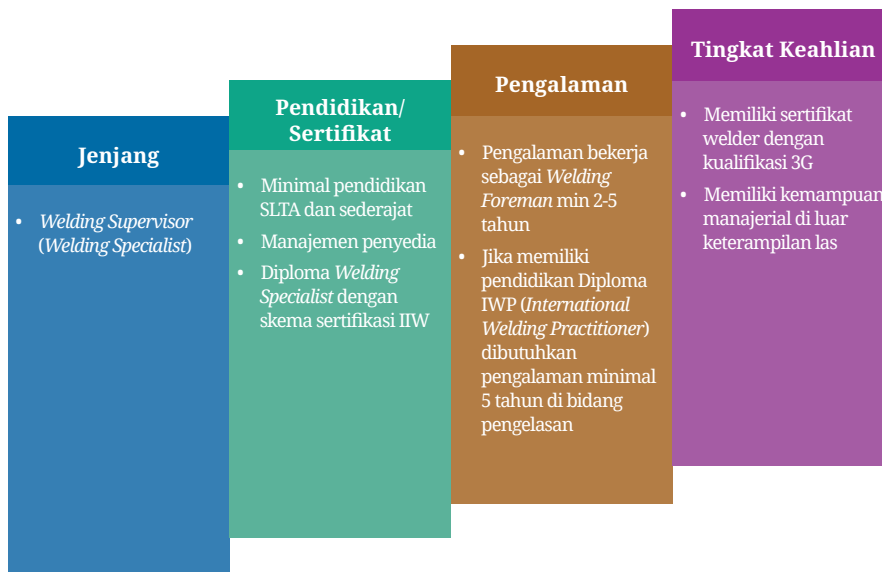 Jenjang
• Welding Supervisor
(Welding Specialist)
Pendidikan/
Sertifikat
• Minimal pendidikan
SLTA dan sederajat
• Manajemen penyedia
• Diploma Welding
Specialist dengan
skema sertifikasi IIW
Pengalaman
• Pengalaman bekerja
sebagai Welding
Foreman min 2-5
tahun
• Jika memiliki
pendidikan Diploma
IWP (International
Welding Practitioner)
dibutuhkan
pengalaman minimal
5 tahun di bidang
pengelasan
Tingkat Keahlian
• Memiliki sertifikat
welder dengan
kualifikasi 3G
• Memiliki kemampuan
manajerial di luar
keterampilan las